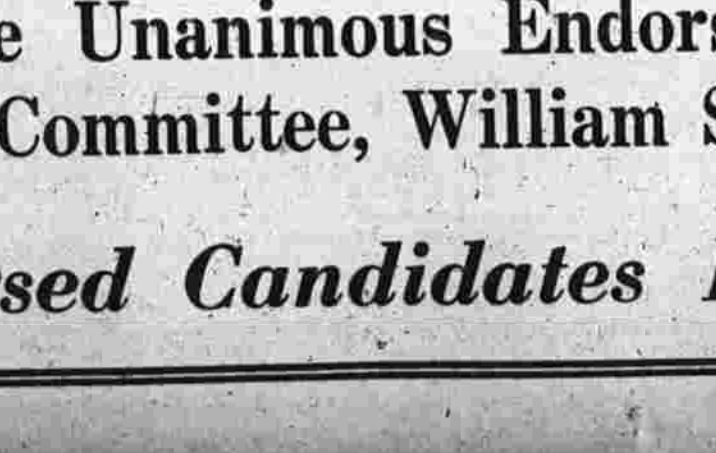 e Unanimous Endors
Committee, William S
sed Candidates